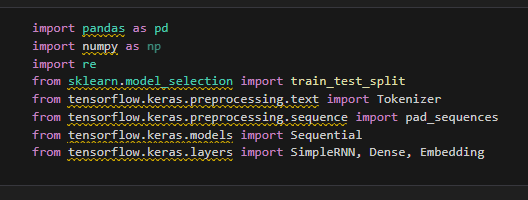 import pandas as pd
import numpy as np
import re
from sklearn.model_selection import train_test_split
from tensorflow.keras.preprocessing.text import Tokenizer
from tensorflow.keras.preprocessing.sequence import pad_sequences
from tensorflow.keras.models import Sequential
from tensorflow.keras.layers import SimpleRNN, Dense, Embedding